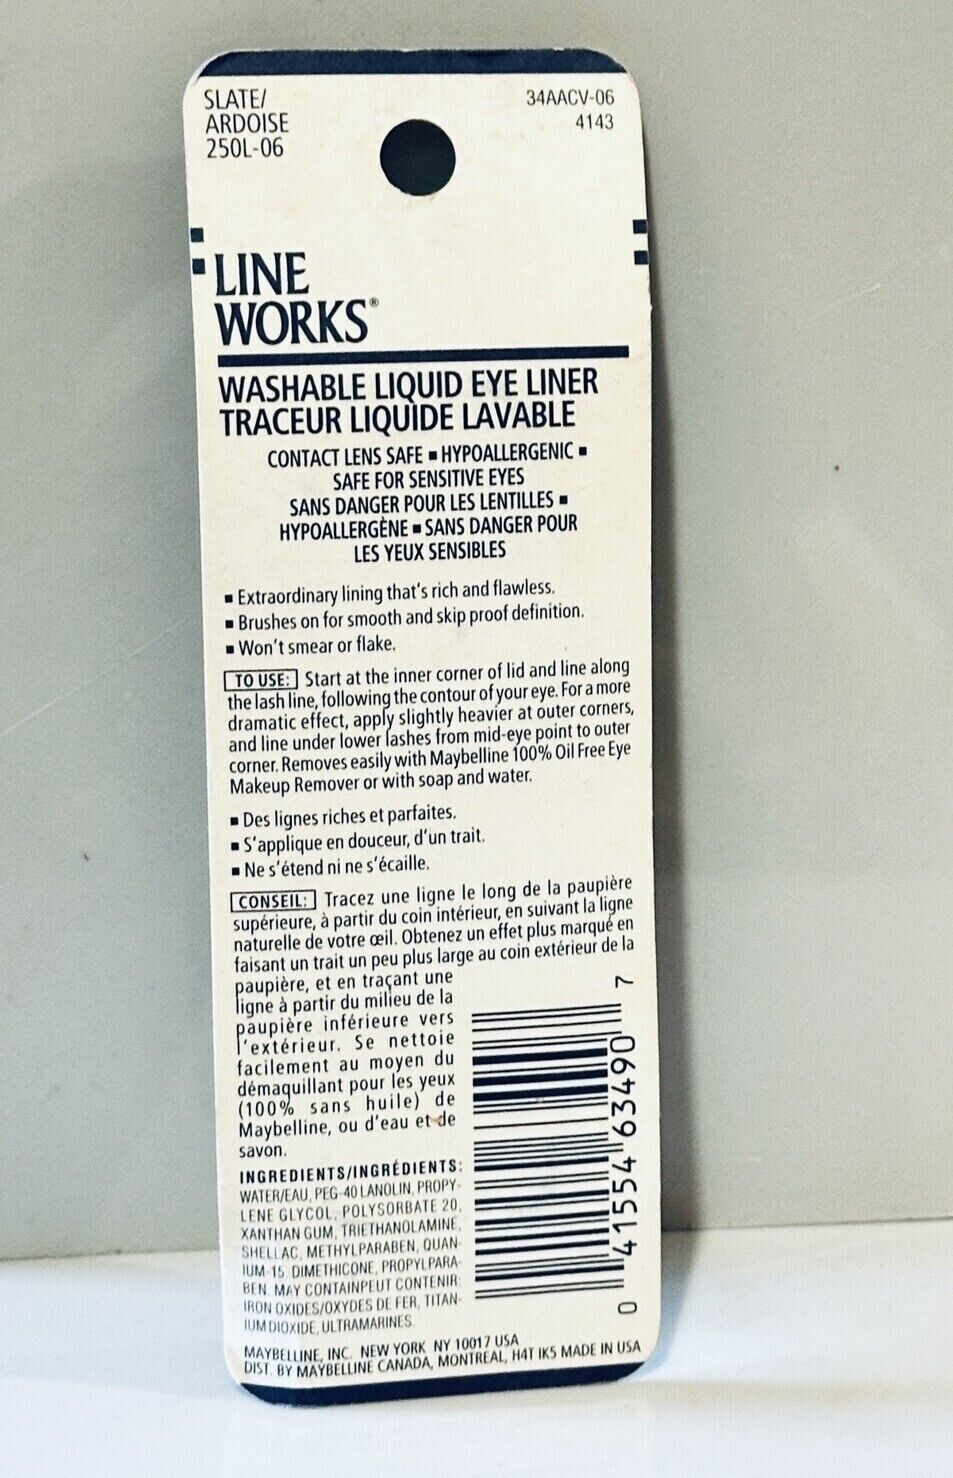 SLATE/
ARDOISE
250L-06
34AACV-06
4143
LINE
WORKS®
WASHABLE LIQUID EYE LINER
TRACEUR LIQUIDE LAVABLE
CONTACT LENS SAFE ▪ HYPOALLERGENIC ▪
SAFE FOR SENSITIVE EYES
SANS DANGER POUR LES LENTILLES ▪
HYPOALLERGÈNE ▪ SANS DANGER POUR
LES YEUX SENSIBLES
▪ Extraordinary lining that's rich and flawless.
▪ Brushes on for smooth and skip proof definition.
▪ Won't smear or flake.
TO USE: Start at the inner corner of lid and line along
the lash line, following the contour of your eye. For a more
dramatic effect, apply slightly heavier at outer corners,
and line under lower lashes from mid-eye point to outer
corner. Removes easily with Maybelline 100% Oil Free Eye
Makeup Remover or with soap and water.
▪ Des lignes riches et parfaites.
▪ S'applique en douceur, d'un trait.
▪ Ne s'étend ni ne s'écaille.
CONSEIL: Tracez une ligne le long de la paupière
supérieure, à partir du coin intérieur, en suivant la ligne
naturelle de votre œil. Obtenez un effet plus marqué en
faisant un trait un peu plus large au coin extérieur de la
paupière, et en traçant une
ligne à partir du milieu de la
paupière inférieure vers
l'extérieur. Se nettoie
facilement au moyen du
démaquillant pour les yeux
(100% sans huile) de
Maybelline, ou d'eau et de
savon.
INGREDIENTS/INGRÉDIENTS:
WATER/EAU, PEG-40 LANOLIN, PROPY-
LENE GLYCOL, POLYSORBATE 20,
XANTHAN GUM, TRIETHANOLAMINE,
SHELLAC, METHYLPARABEN, QUAN-
IUM-15, DIMETHICONE, PROPYLPARA-
BEN. MAY CONTAINPEUT CONTENIR:
IRON OXIDES/OXYDES DE FER, TITAN-
IUM DIOXIDE, ULTRAMARINES
MAYBELLINE, INC. NEW YORK NY 10017 USA
DIST. BY MAYBELLINE CANADA, MONTREAL, H4T IK5 MADE IN USA
0 41554 63490 7